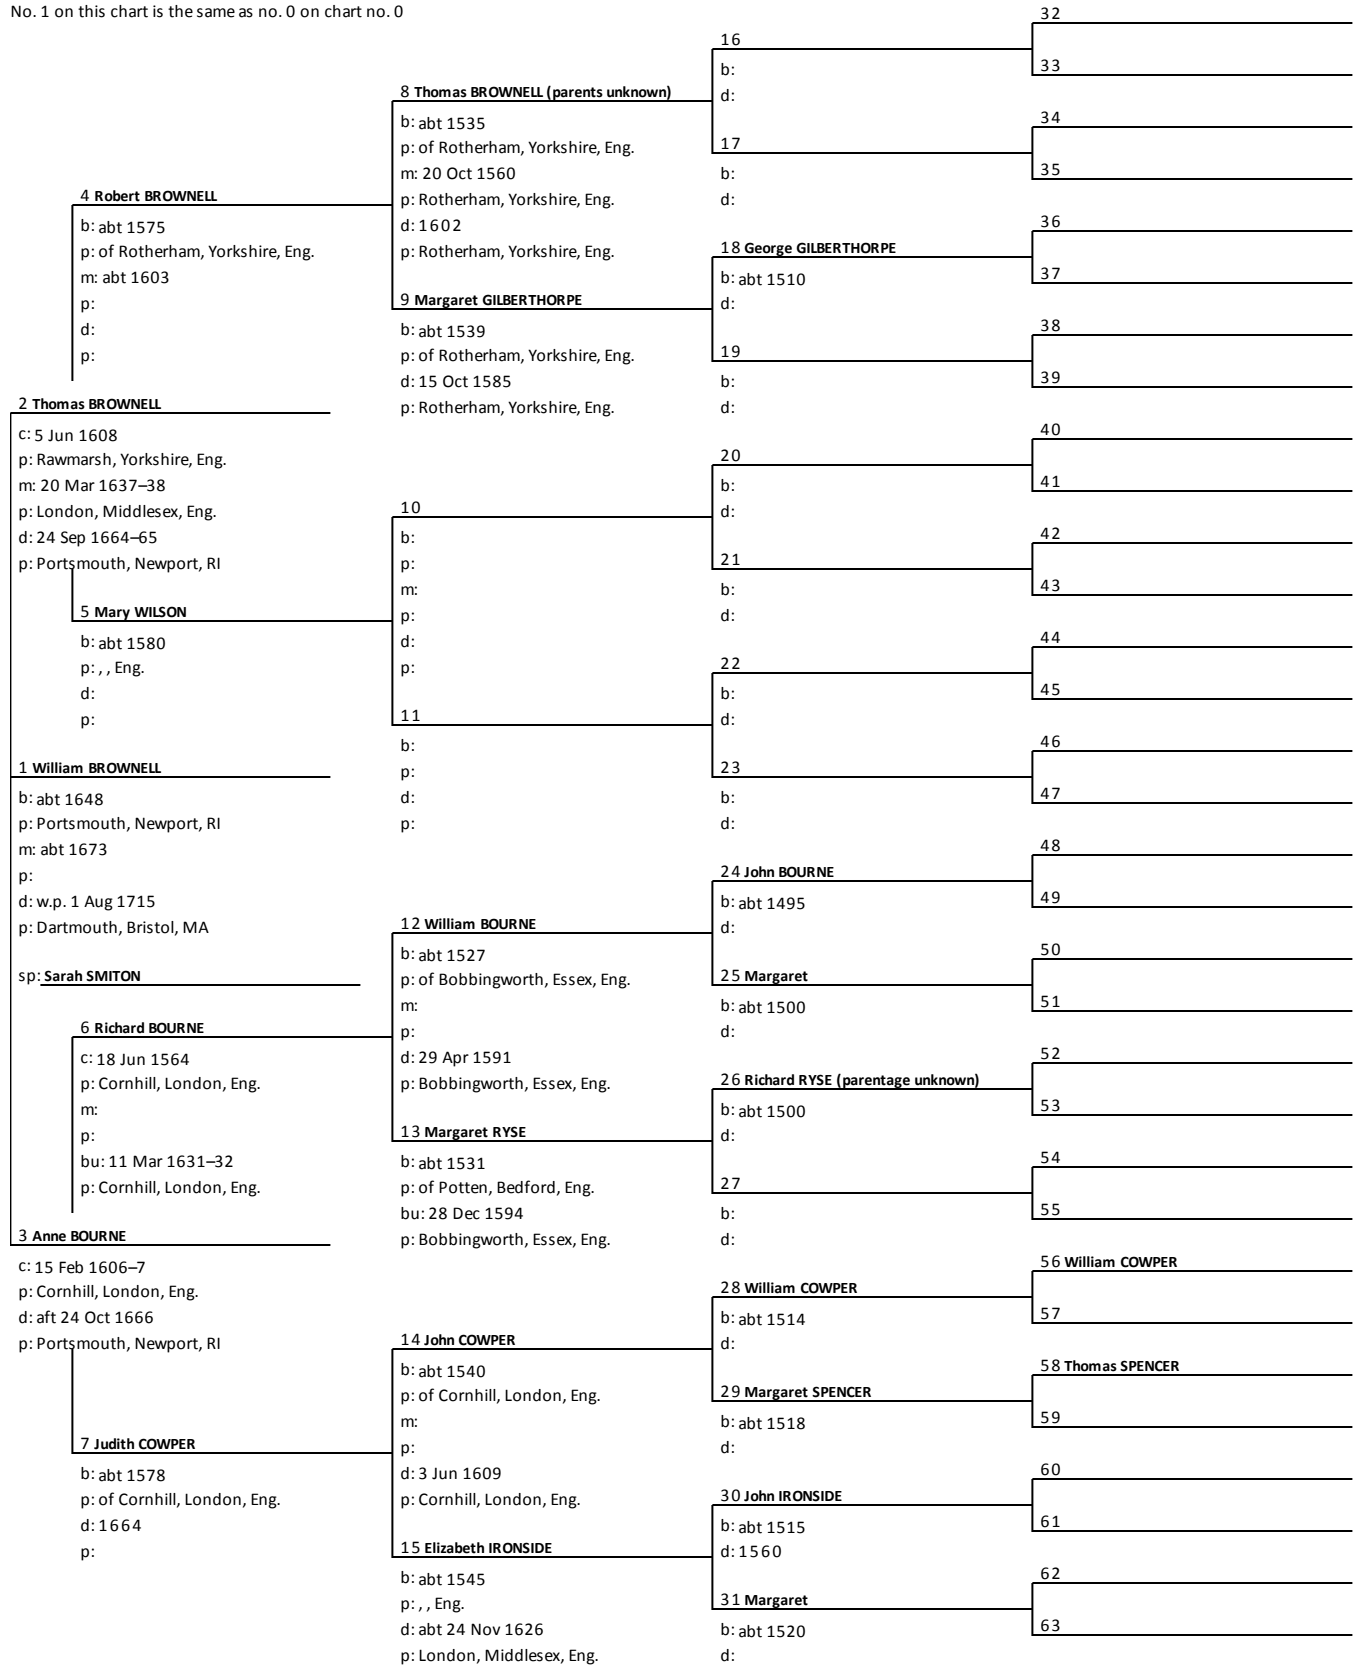 No. 1 on this chart is the same as no. 0 on chart no. 0
4 Robert BROWNELL
b: abt 1575
p: of Rotherham, Yorkshire, Eng.
m: abt 1603
p:
d:
p:
2 Thomas BROWNELL
c: 5 Jun 1608
p: Rawmarsh, Yorkshire, Eng.
m: 20 Mar 1637–38
p: London, Middlesex, Eng.
d: 24 Sep 1664–65
p: Portsmouth, Newport, RI
5 Mary WILSON
b: abt 1580
p: , , Eng.
d:
p:
1 William BROWNELL
b: abt 1648
p: Portsmouth, Newport, RI
m: abt 1673
p:
d: w.p. 1 Aug 1715
p: Dartmouth, Bristol, MA
sp: Sarah SMITON
6 Richard BOURNE
c: 18 Jun 1564
p: Cornhill, London, Eng.
m:
p:
bu: 11 Mar 1631–32
p: Cornhill, London, Eng.
3 Anne BOURNE
c: 15 Feb 1606–7
p: Cornhill, London, Eng.
d: aft 24 Oct 1666
p: Portsmouth, Newport, RI
7 Judith COWPER
b: abt 1578
p: of Cornhill, London, Eng.
d: 1664
p:
8 Thomas BROWNELL (parents unknown)
b: abt 1535
p: of Rotherham, Yorkshire, Eng.
m: 20 Oct 1560
p: Rotherham, Yorkshire, Eng.
d: 1602
p: Rotherham, Yorkshire, Eng.
9 Margaret GILBERTHORPE
b: abt 1539
p: of Rotherham, Yorkshire, Eng.
d: 15 Oct 1585
p: Rotherham, Yorkshire, Eng.
10
b:
p:
m:
p:
d:
p:
11
b:
p:
d:
p:
12 William BOURNE
b: abt 1527
p: of Bobbingworth, Essex, Eng.
m:
p:
d: 29 Apr 1591
p: Bobbingworth, Essex, Eng.
13 Margaret RYSE
b: abt 1531
p: of Potten, Bedford, Eng.
bu: 28 Dec 1594
p: Bobbingworth, Essex, Eng.
14 John COWPER
b: abt 1540
p: of Cornhill, London, Eng.
m:
p:
d: 3 Jun 1609
p: Cornhill, London, Eng.
15 Elizabeth IRONSIDE
b: abt 1545
p: , , Eng.
d: abt 24 Nov 1626
p: London, Middlesex, Eng.
16
b:
d:
17
b:
d:
18 George GILBERTHORPE
b: abt 1510
d:
19
b:
d:
20
b:
d:
21
b:
d:
22
b:
d:
23
b:
d:
24 John BOURNE
b: abt 1495
d:
25 Margaret
b: abt 1500
d:
26 Richard RYSE (parentage unknown)
b: abt 1500
d:
27
b:
d:
28 William COWPER
b: abt 1514
d:
29 Margaret SPENCER
b: abt 1518
d:
30 John IRONSIDE
b: abt 1515
d: 1560
31 Margaret
b: abt 1520
d:
32
33
34
35
36
37
38
39
40
41
42
43
44
45
46
47
48
49
50
51
52
53
54
55
56 William COWPER
57
58 Thomas SPENCER
59
60
61
62
63